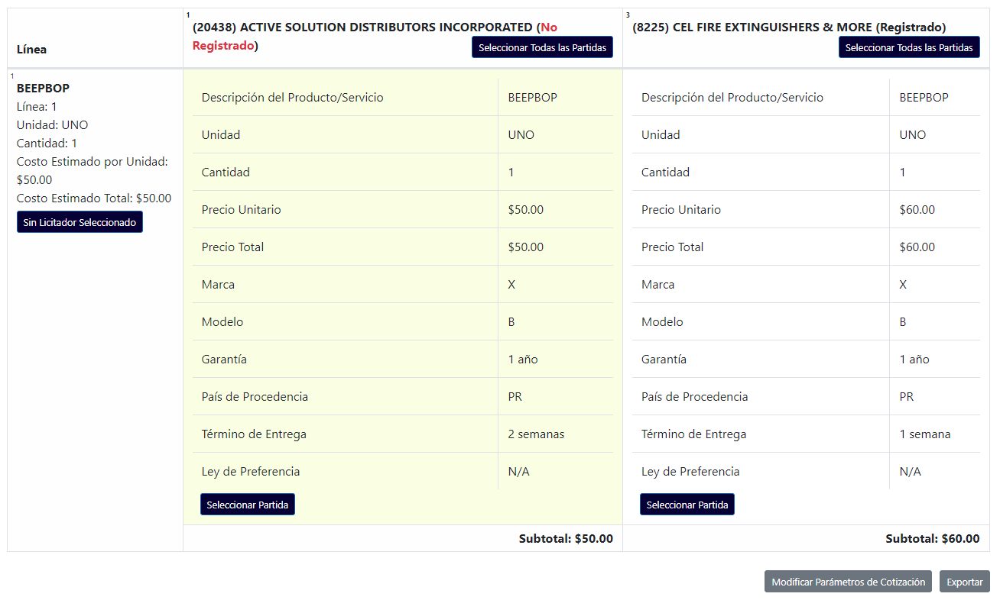 Línea
1
(20438) ACTIVE SOLUTION DISTRIBUTORS INCORPORATED (No
Registrado)
Seleccionar Todas las Partidas
3
(8225) CEL FIRE EXTINGUISHERS & MORE (Registrado)
Seleccionar Todas las Partidas
1
BEEPBOP
Línea: 1
Unidad: UNO
Cantidad: 1
Costo Estimado por Unidad:
$50.00
Costo Estimado Total: $50.00
Sin Licitador Seleccionado
Descripción del Producto/Servicio BEEPBOP
Unidad UNO
Cantidad 1
Precio Unitario $50.00
Precio Total $50.00
Marca X
Modelo B
Garantía 1 año
País de Procedencia PR
Término de Entrega 2 semanas
Ley de Preferencia N/A
Seleccionar Partida
Subtotal: $50.00
Descripción del Producto/Servicio BEEPBOP
Unidad UNO
Cantidad 1
Precio Unitario $60.00
Precio Total $60.00
Marca X
Modelo B
Garantía 1 año
País de Procedencia PR
Término de Entrega 1 semana
Ley de Preferencia N/A
Seleccionar Partida
Subtotal: $60.00
Modificar Parámetros de Cotización
Exportar